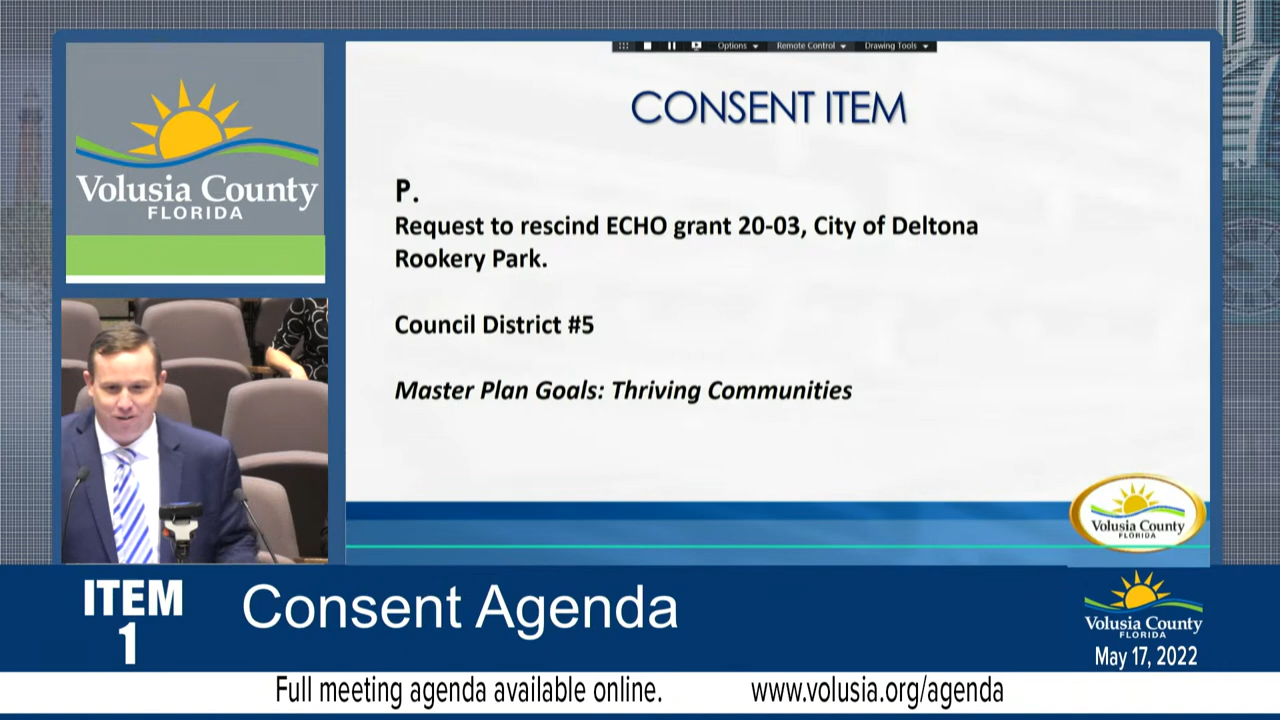 Options
Remote Control
Drawing Tools
CONSENT ITEM
Volusia County
FLORIDA
P.
Request to rescind ECHO grant 20-03, City of Deltona
Rookery Park.
Council District #5
Master Plan Goals: Thriving Communities
Volusia County
FLORIDA
ITEM
1
Consent Agenda
Volusia County
FLORIDA
May 17, 2022
Full meeting agenda available online.
www.volusia.org/agenda